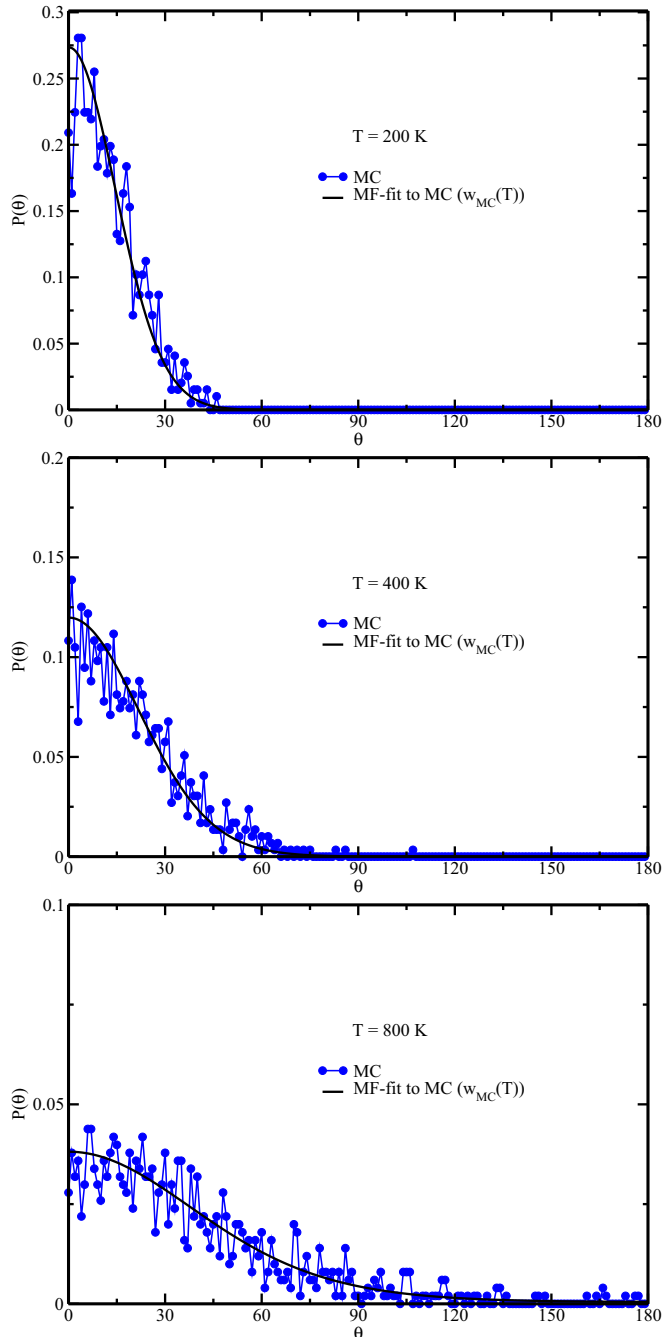 0.3
0.25
0.2
0.15
0.1
0.05
0
P(θ)
T = 200 K
MC
MF-fit to MC (w_MC(T))
0 30 60 90 120 150 180
θ
0.2
0.15
0.1
0.05
0
P(θ)
T = 400 K
MC
MF-fit to MC (w_MC(T))
0 30 60 90 120 150 180
θ
0.1
0.05
0
P(θ)
T = 800 K
MC
MF-fit to MC (w_MC(T))
0 30 60 90 120 150 180
θ